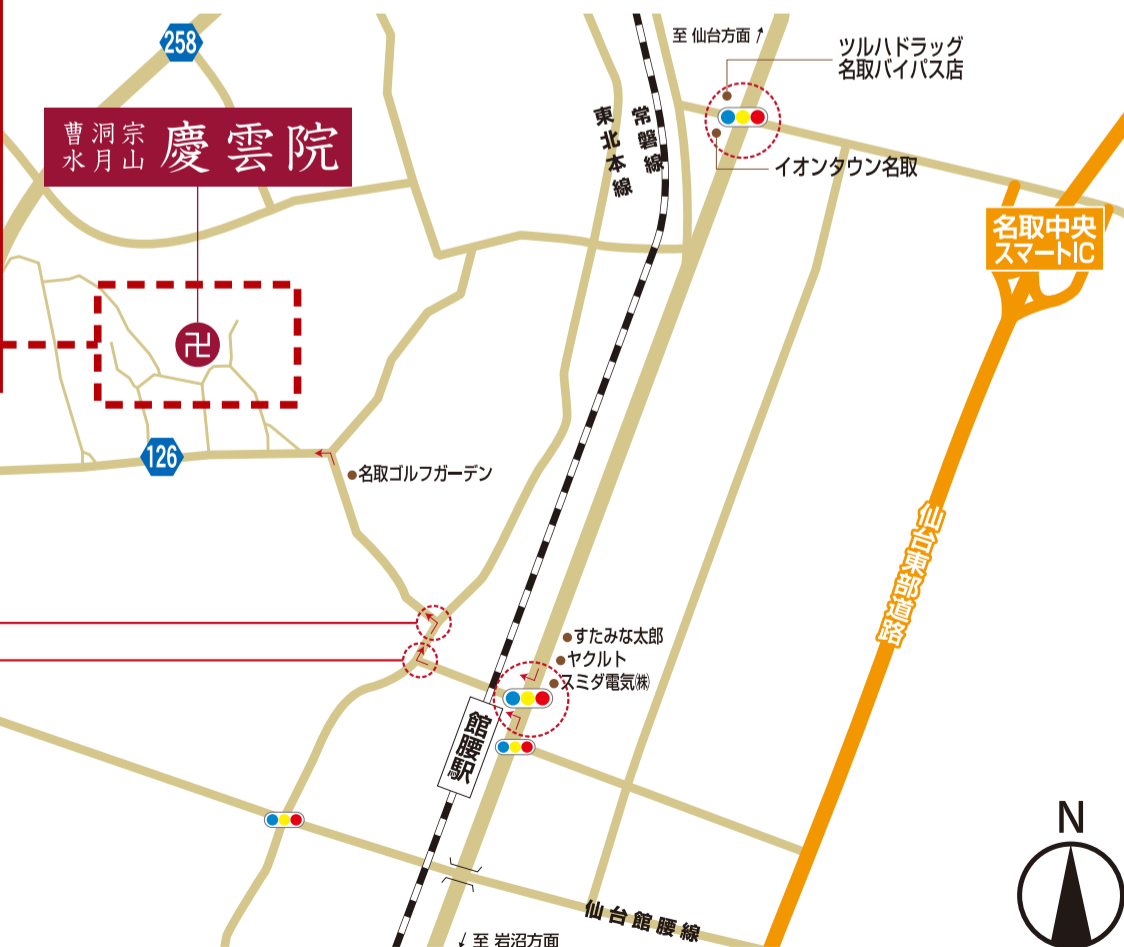 258
至 仙台方面
ツルハドラッグ
名取バイパス店
曹洞宗
水月山
慶雲院
常磐線
東北本線
イオンタウン名取
名取中央
スマートIC
卍
126
名取ゴルフガーデン
仙台東部道路
すたみな太郎
ヤクルト
スミダ電気㈱
館腰駅
N
仙台館腰線
至 岩沼方面